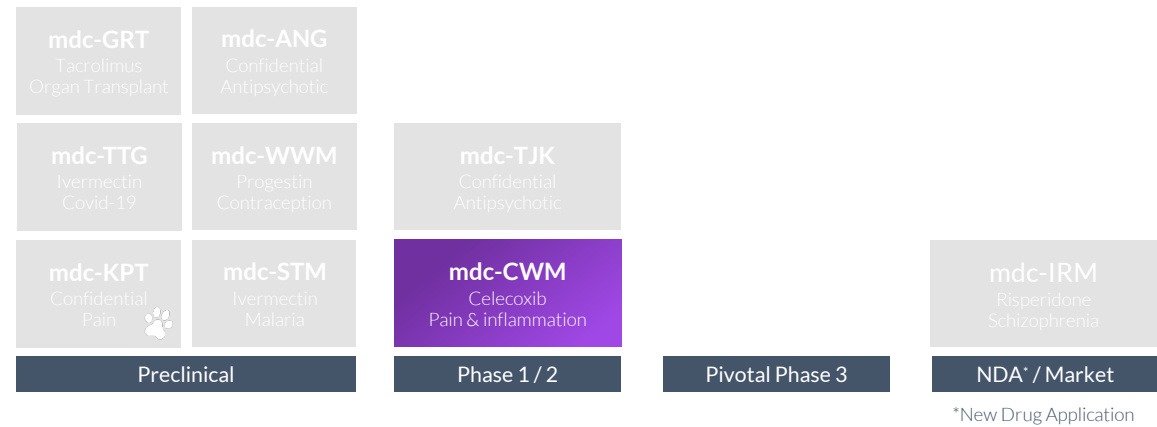 mdc-GRT
Tacrolimus
Organ Transplant
mdc-ANG
Confidential
Antipsychotic
mdc-TTG
Ivermectin
Covid-19
mdc-WWM
Progestin
Contraception
mdc-TJK
Confidential
Antipsychotic
mdc-KPT
Confidential
Pain
mdc-STM
Ivermectin
Malaria
mdc-CWM
Celecoxib
Pain & inflammation
mdc-IRM
Risperidone
Schizophrenia
Preclinical
Phase 1 / 2
Pivotal Phase 3
NDA* / Market
*New Drug Application